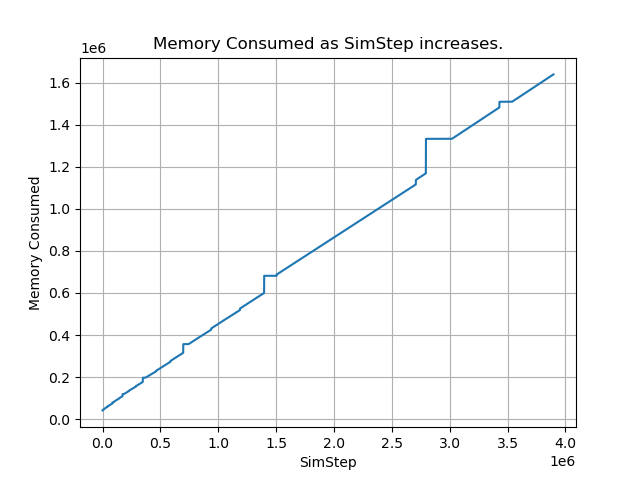 Memory Consumed as SimStep increases.
1e6
1.6
1.4
1.2
1.0
0.8
0.6
0.4
0.2
0.0
Memory Consumed
0.0 0.5 1.0 1.5 2.0 2.5 3.0 3.5 4.0
SimStep
1e6